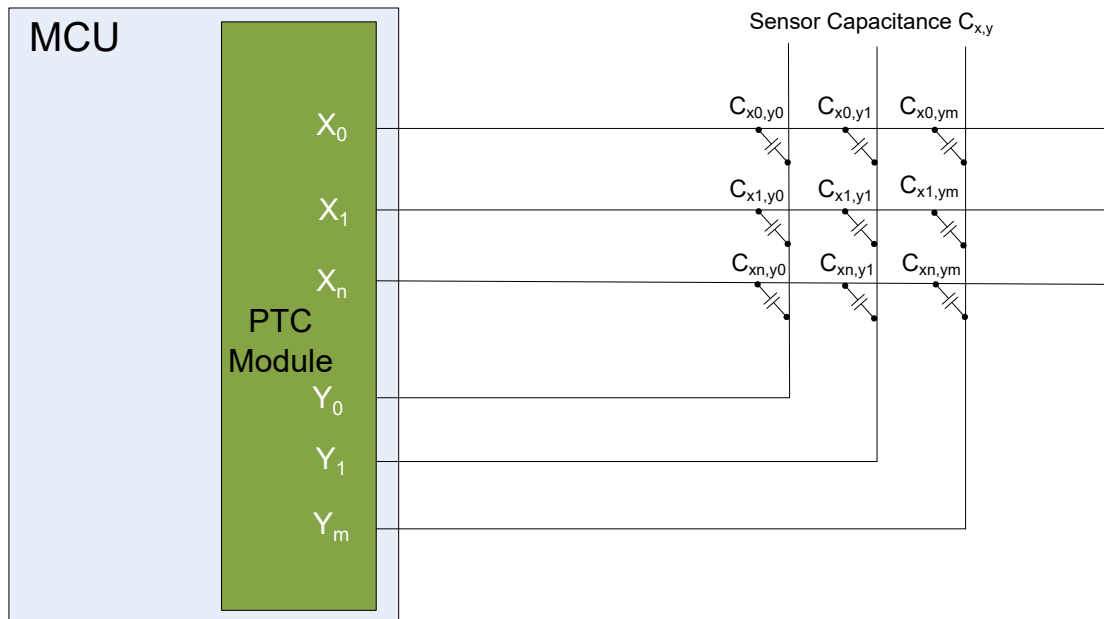 MCU
Sensor Capacitance Cx,y
X0
Cx0,y0 Cx0,y1 Cx0,ym
X1
Cx1,y0 Cx1,y1 Cx1,ym
Xn
Cxn,y0 Cxn,y1 Cxn,ym
PTC
Module
Y0
Y1
Ym